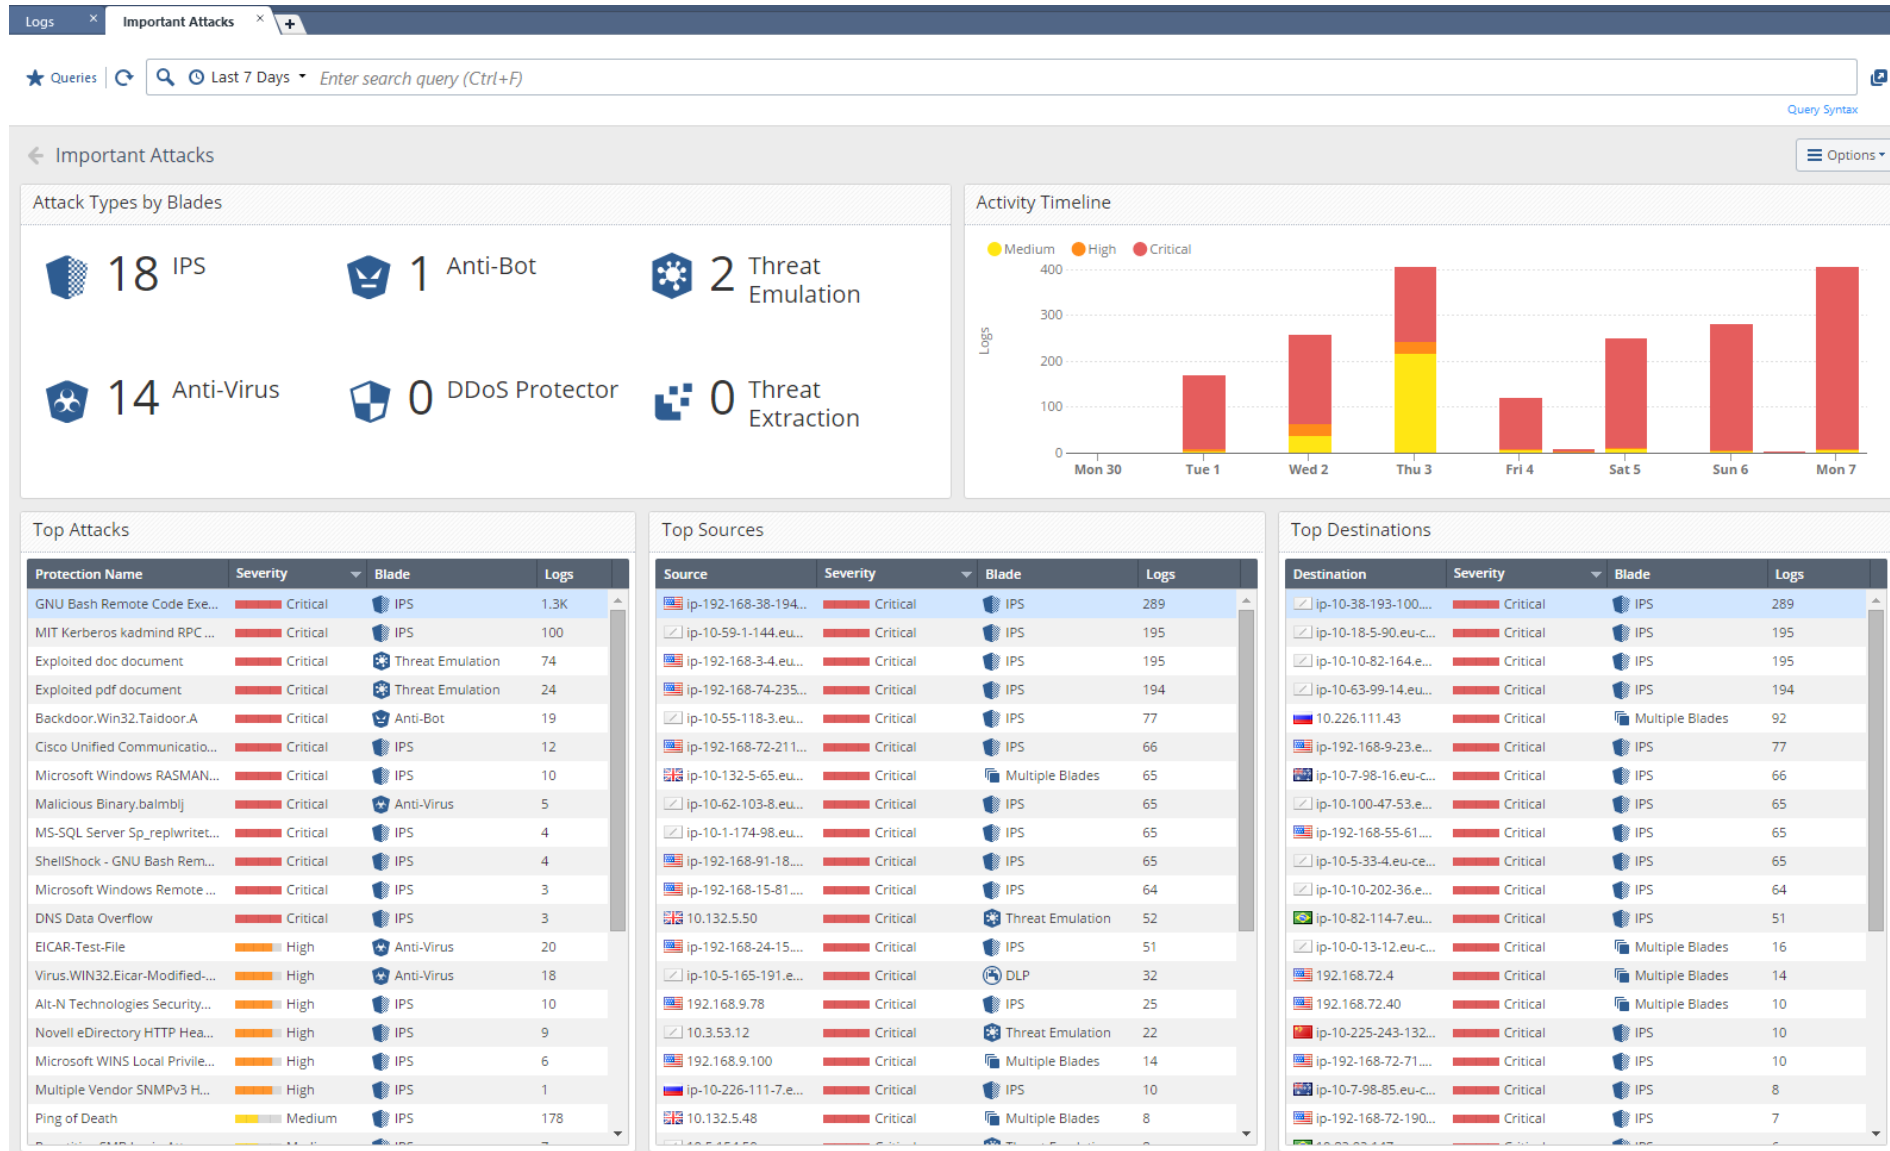 Logs × Important Attacks × +
Queries Last 7 Days Enter search query (Ctrl+F)
Query Syntax
Important Attacks
Options
Attack Types by Blades
18 IPS
1 Anti-Bot
2 Threat
Emulation
14 Anti-Virus
0 DDoS Protector
0 Threat
Extraction
Activity Timeline
Medium High Critical
Logs
400
300
200
100
0
Mon 30 Tue 1 Wed 2 Thu 3 Fri 4 Sat 5 Sun 6 Mon 7
Top Attacks
Protection Name Severity Blade Logs
GNU Bash Remote Code Exe... Critical IPS 1.3K
MIT Kerberos kadmind RPC ... Critical IPS 100
Exploited doc document Critical Threat Emulation 74
Exploited pdf document Critical Threat Emulation 24
Backdoor.Win32.Taidoor.A Critical Anti-Bot 19
Cisco Unified Communicatio... Critical IPS 12
Microsoft Windows RASMAN... Critical IPS 10
Malicious Binary.balmblj Critical Anti-Virus 5
MS-SQL Server Sp_replwritet... Critical IPS 4
ShellShock - GNU Bash Rem... Critical IPS 4
Microsoft Windows Remote ... Critical IPS 3
DNS Data Overflow Critical IPS 3
EICAR-Test-File High Anti-Virus 20
Virus.WIN32.Eicar-Modified-... High Anti-Virus 18
Alt-N Technologies Security... High IPS 10
Novell eDirectory HTTP Hea... High IPS 9
Microsoft WINS Local Privile... High IPS 6
Multiple Vendor SNMPv3 H... High IPS 1
Ping of Death Medium IPS 178
Top Sources
Source Severity Blade Logs
ip-192-168-38-194... Critical IPS 289
ip-10-59-1-144.eu... Critical IPS 195
ip-192-168-3-4.eu... Critical IPS 195
ip-192-168-74-235... Critical IPS 194
ip-10-55-118-3.eu... Critical IPS 77
ip-192-168-72-211... Critical IPS 66
ip-10-132-5-65.eu... Critical Multiple Blades 65
ip-10-62-103-8.eu... Critical IPS 65
ip-10-1-174-98.eu... Critical IPS 65
ip-192-168-91-18.... Critical IPS 65
ip-192-168-15-81.... Critical IPS 64
10.132.5.50 Critical Threat Emulation 52
ip-192-168-24-15.... Critical IPS 51
ip-10-5-165-191.e... Critical DLP 32
192.168.9.78 Critical IPS 25
10.3.53.12 Critical Threat Emulation 22
192.168.9.100 Critical Multiple Blades 14
ip-10-226-111-7.e... Critical IPS 10
10.132.5.48 Critical Multiple Blades 8
Top Destinations
Destination Severity Blade Logs
ip-10-38-193-100.... Critical IPS 289
ip-10-18-5-90.eu-c... Critical IPS 195
ip-10-10-82-164.e... Critical IPS 195
ip-10-63-99-14.eu... Critical IPS 194
10.226.111.43 Critical Multiple Blades 92
ip-192-168-9-23.e... Critical IPS 77
ip-10-7-98-16.eu-c... Critical IPS 66
ip-10-100-47-53.e... Critical IPS 65
ip-192-168-55-61.... Critical IPS 65
ip-10-5-33-4.eu-ce... Critical IPS 65
ip-10-10-202-36.e... Critical IPS 64
ip-10-82-114-7.eu... Critical IPS 51
ip-10-0-13-12.eu-c... Critical Multiple Blades 16
192.168.72.4 Critical Multiple Blades 14
192.168.72.40 Critical Multiple Blades 10
ip-10-225-243-132... Critical IPS 10
ip-192-168-72-71.... Critical IPS 10
ip-10-7-98-85.eu-c... Critical IPS 8
ip-192-168-72-190... Critical IPS 7